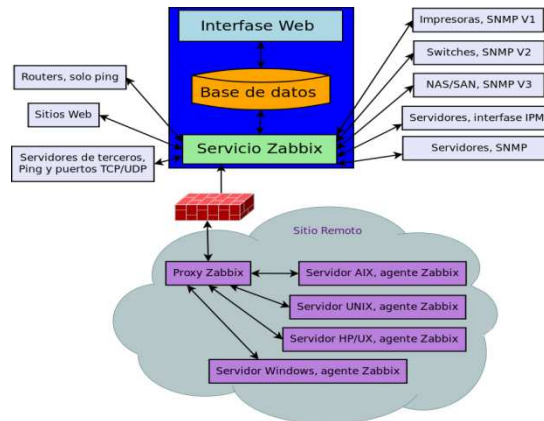 Interfase Web
Base de datos
Servicio Zabbix
Routers, solo ping
Sitios Web
Servidores de terceros,
Ping y puertos TCP/UDP
Impresoras, SNMP V1
Switches, SNMP V2
NAS/SAN, SNMP V3
Servidores, interfase IPM
Servidores, SNMP
Sitio Remoto
Proxy Zabbix
Servidor AIX, agente Zabbix
Servidor UNIX, agente Zabbix
Servidor HP/UX, agente Zabbix
Servidor Windows, agente Zabbix